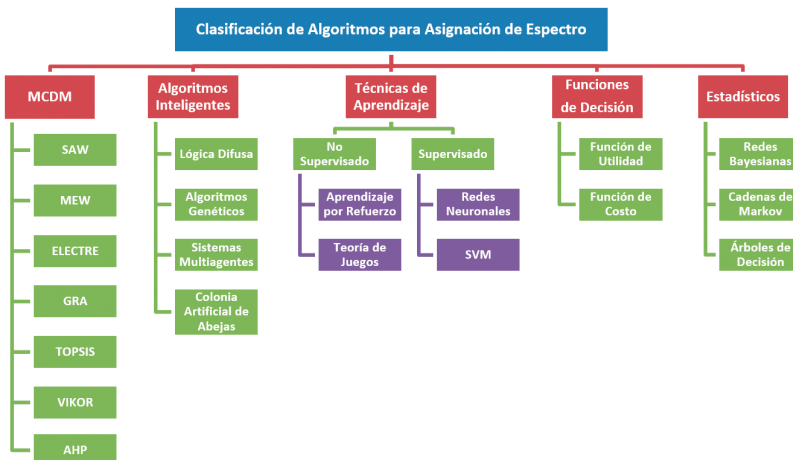 Clasificación de Algoritmos para Asignación de Espectro
MCDM
SAW
MEW
ELECTRE
GRA
TOPSIS
VIKOR
AHP
Algoritmos
Inteligentes
Lógica Difusa
Algoritmos
Genéticos
Sistemas
Multiagentes
Colonia
Artificial de
Abejas
Técnicas de
Aprendizaje
No
Supervisado
Aprendizaje
por Refuerzo
Teoría de
Juegos
Supervisado
Redes
Neuronales
SVM
Funciones
de Decisión
Función de
Utilidad
Función de
Costo
Estadísticos
Redes
Bayesianas
Cadenas de
Markov
Árboles de
Decisión